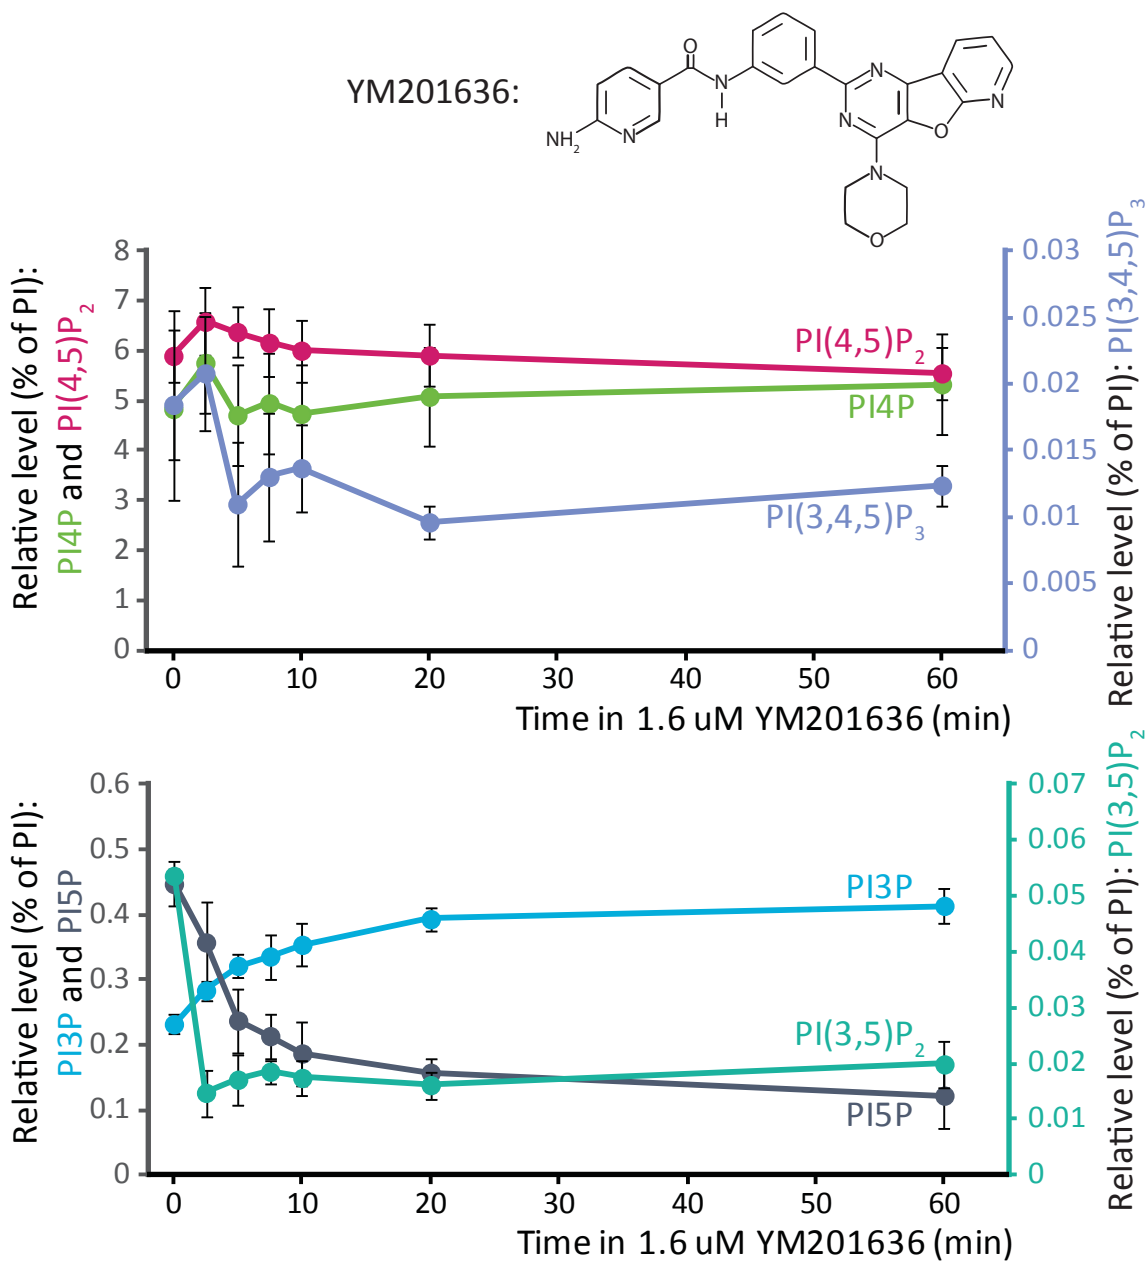 YM201636:
O
N
H
NH₂
N
N
N
N
O
N
O
Relative level (% of PI):
PI4P and PI(4,5)P₂
8
7
6
5
4
3
2
1
0
0.03
0.025
0.02
0.015
0.01
0.005
0
Relative level (% of PI): PI(3,4,5)P₃
PI(4,5)P₂
PI4P
PI(3,4,5)P₃
0 10 20 30 40 50 60
Time in 1.6 uM YM201636 (min)
Relative level (% of PI):
PI3P and PI5P
0.6
0.5
0.4
0.3
0.2
0.1
0
0.07
0.06
0.05
0.04
0.03
0.02
0.01
0
Relative level (% of PI): PI(3,5)P₂
PI3P
PI(3,5)P₂
PI5P
0 10 20 30 40 50 60
Time in 1.6 uM YM201636 (min)